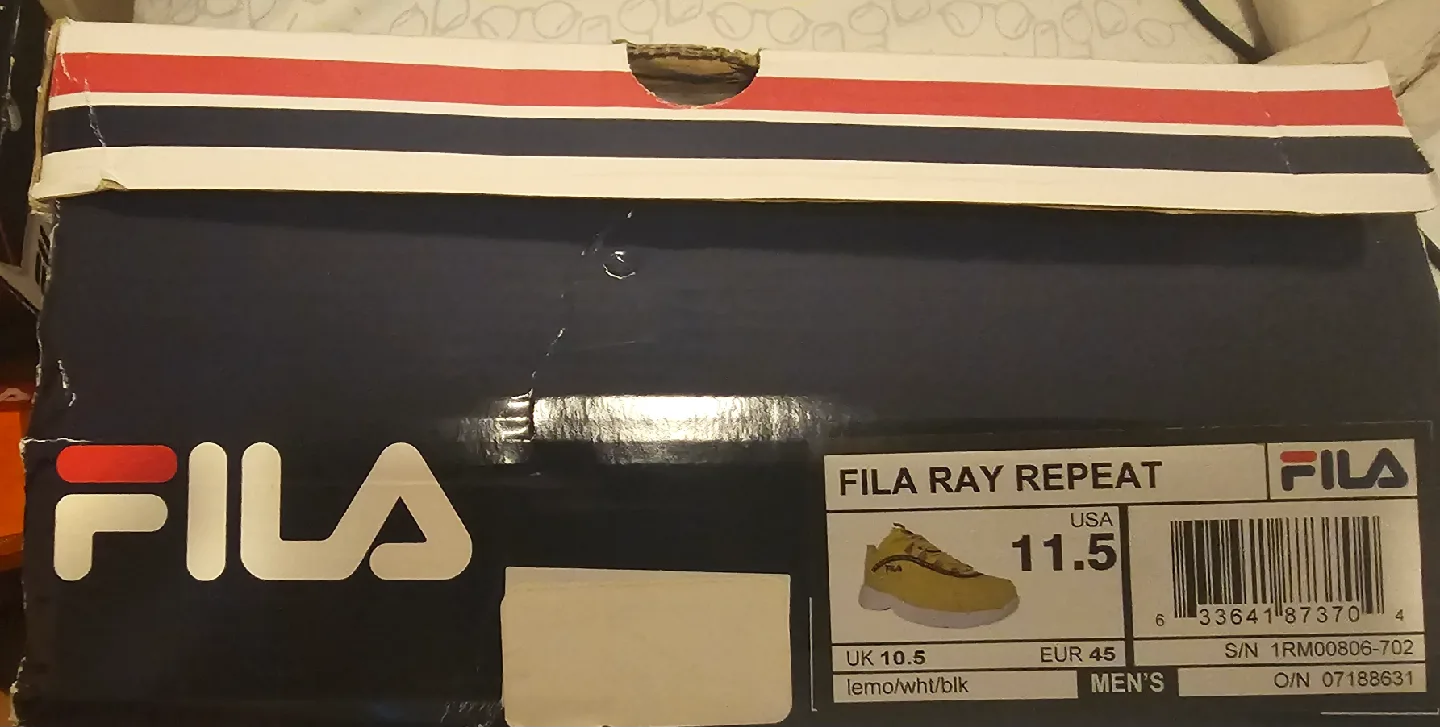 FILA
FILA RAY REPEAT
FILA
USA
11.5
FILA
6 33641 87370 4
UK 10.5 EUR 45
S/N 1RM00806-702
lemo/wht/blk
MEN'S
O/N 07188631